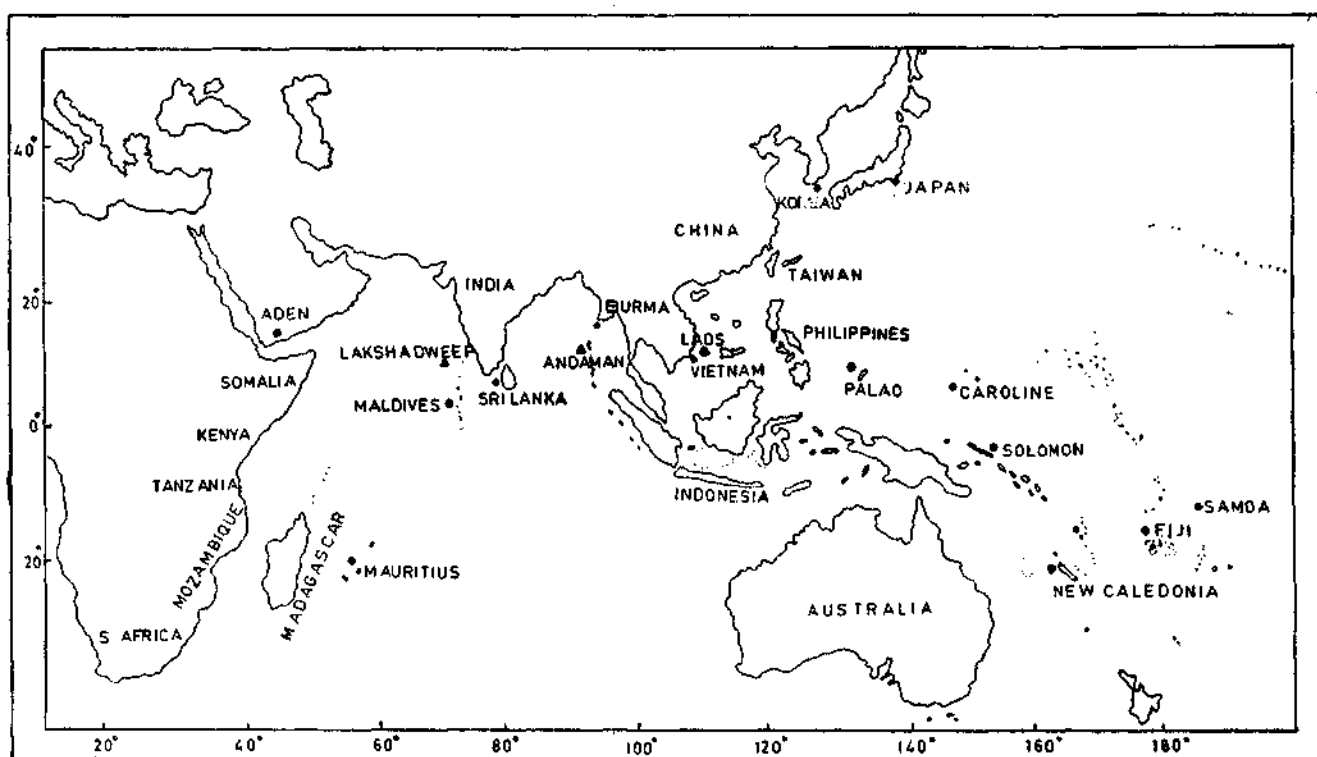 40°
KOREA
JAPAN
CHINA
TAIWAN
INDIA
20°
BURMA
ADEN
PHILIPPINES
LAOS
LAKSHADWEEP
ANDAMAN
VIETNAM
SOMALIA
PALAO
CAROLINE
MALDIVES
SRI LANKA
0°
KENYA
SOLOMON
TANZANIA
INDONESIA
SAMOA
MOZAMBIQUE
FIJI
20°
MADAGASCAR
MAURITIUS
NEW CALEDONIA
AUSTRALIA
S AFRICA
20° 40° 60° 80° 100° 120° 140° 160° 180°